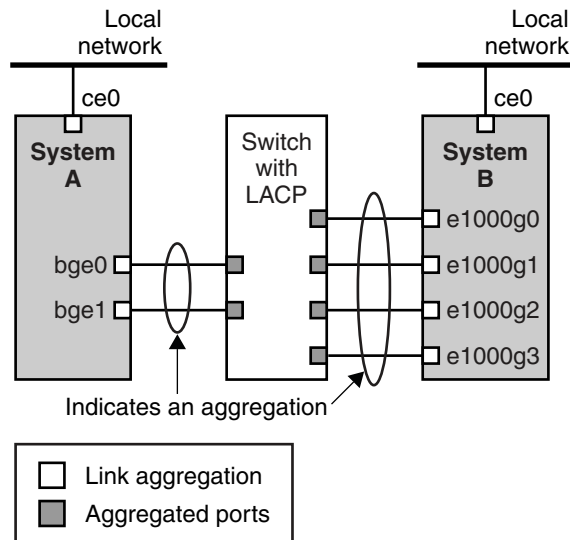 Local
network
Local
network
ce0
ce0
System
A
Switch
with
LACP
System
B
e1000g0
bge0
e1000g1
bge1
e1000g2
e1000g3
Indicates an aggregation
Link aggregation
Aggregated ports